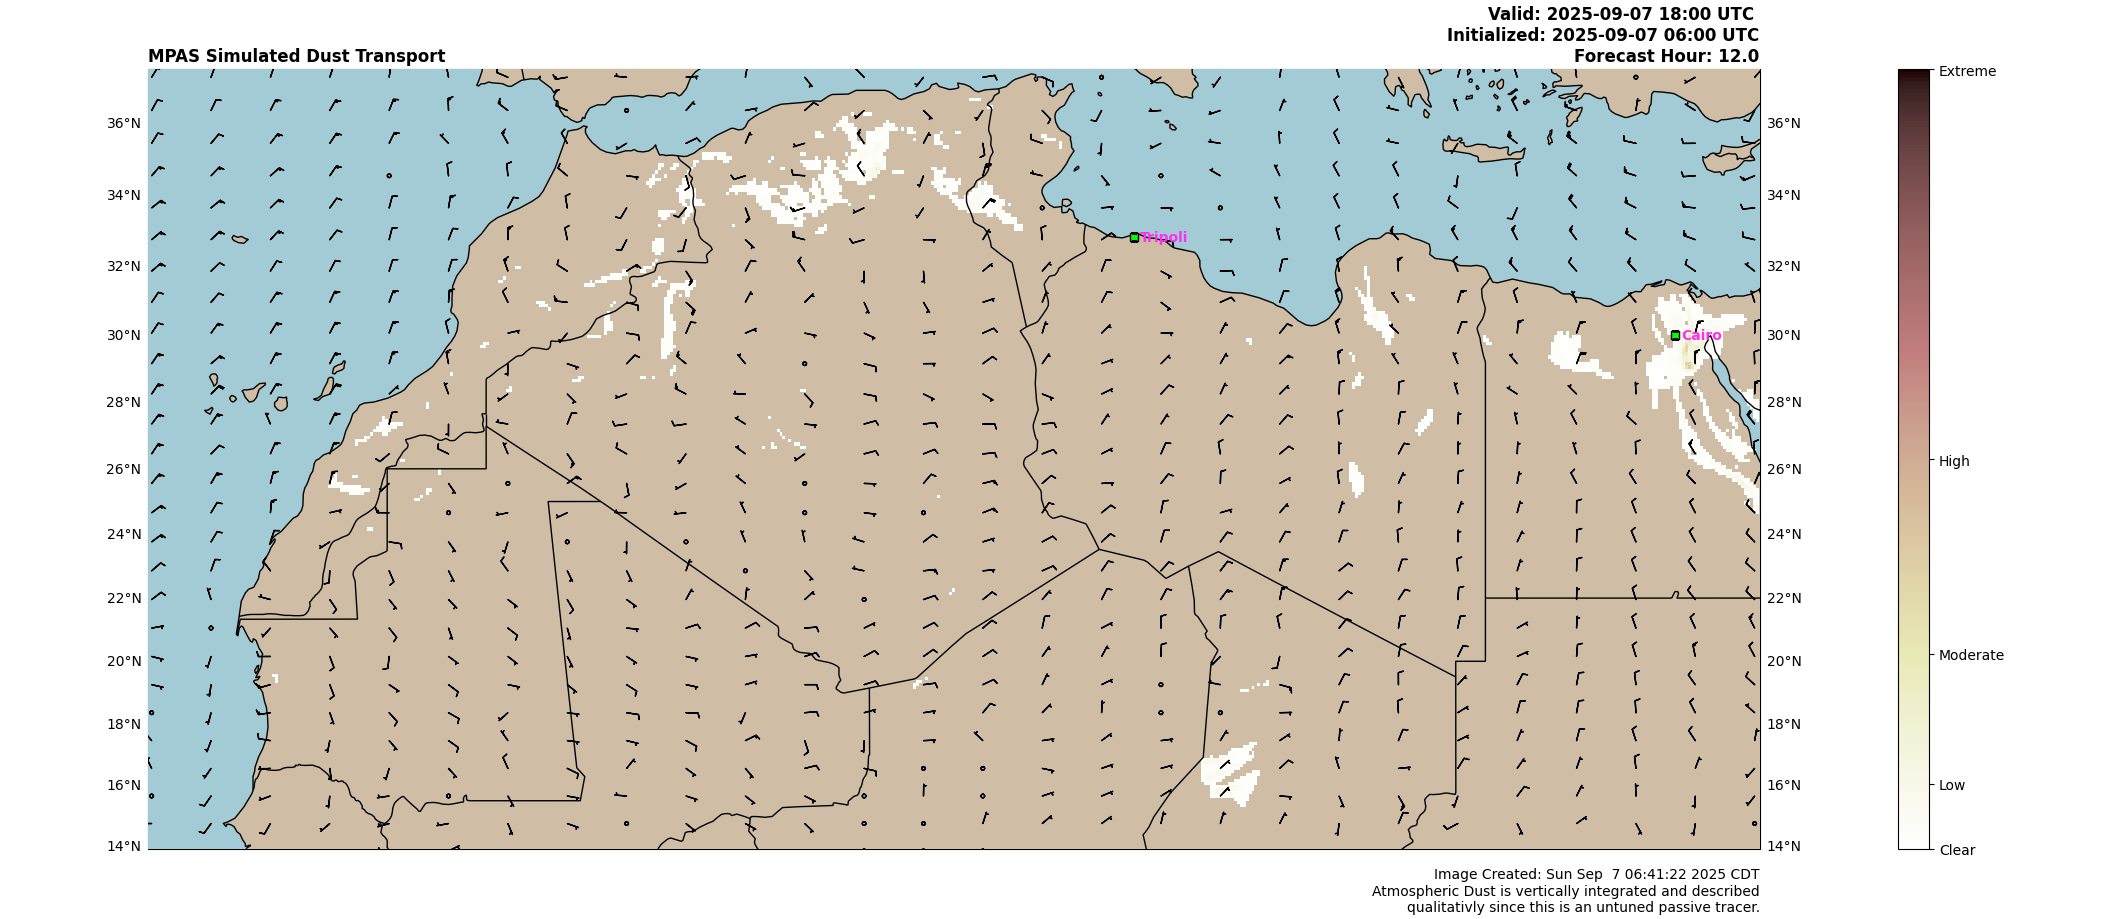 Valid: 2025-09-07 18:00 UTC
Initialized: 2025-09-07 06:00 UTC
MPAS Simulated Dust Transport
Forecast Hour: 12.0
Extreme
36°N
36°N
34°N
34°N
Tripoli
32°N
32°N
30°N
Cairo
30°N
28°N
28°N
26°N
26°N
High
24°N
24°N
22°N
22°N
20°N
20°N
Moderate
18°N
18°N
16°N
16°N
Low
14°N
14°N
Clear
Image Created: Sun Sep  7 06:41:22 2025 CDT
Atmospheric Dust is vertically integrated and described
qualitativly since this is an untuned passive tracer.